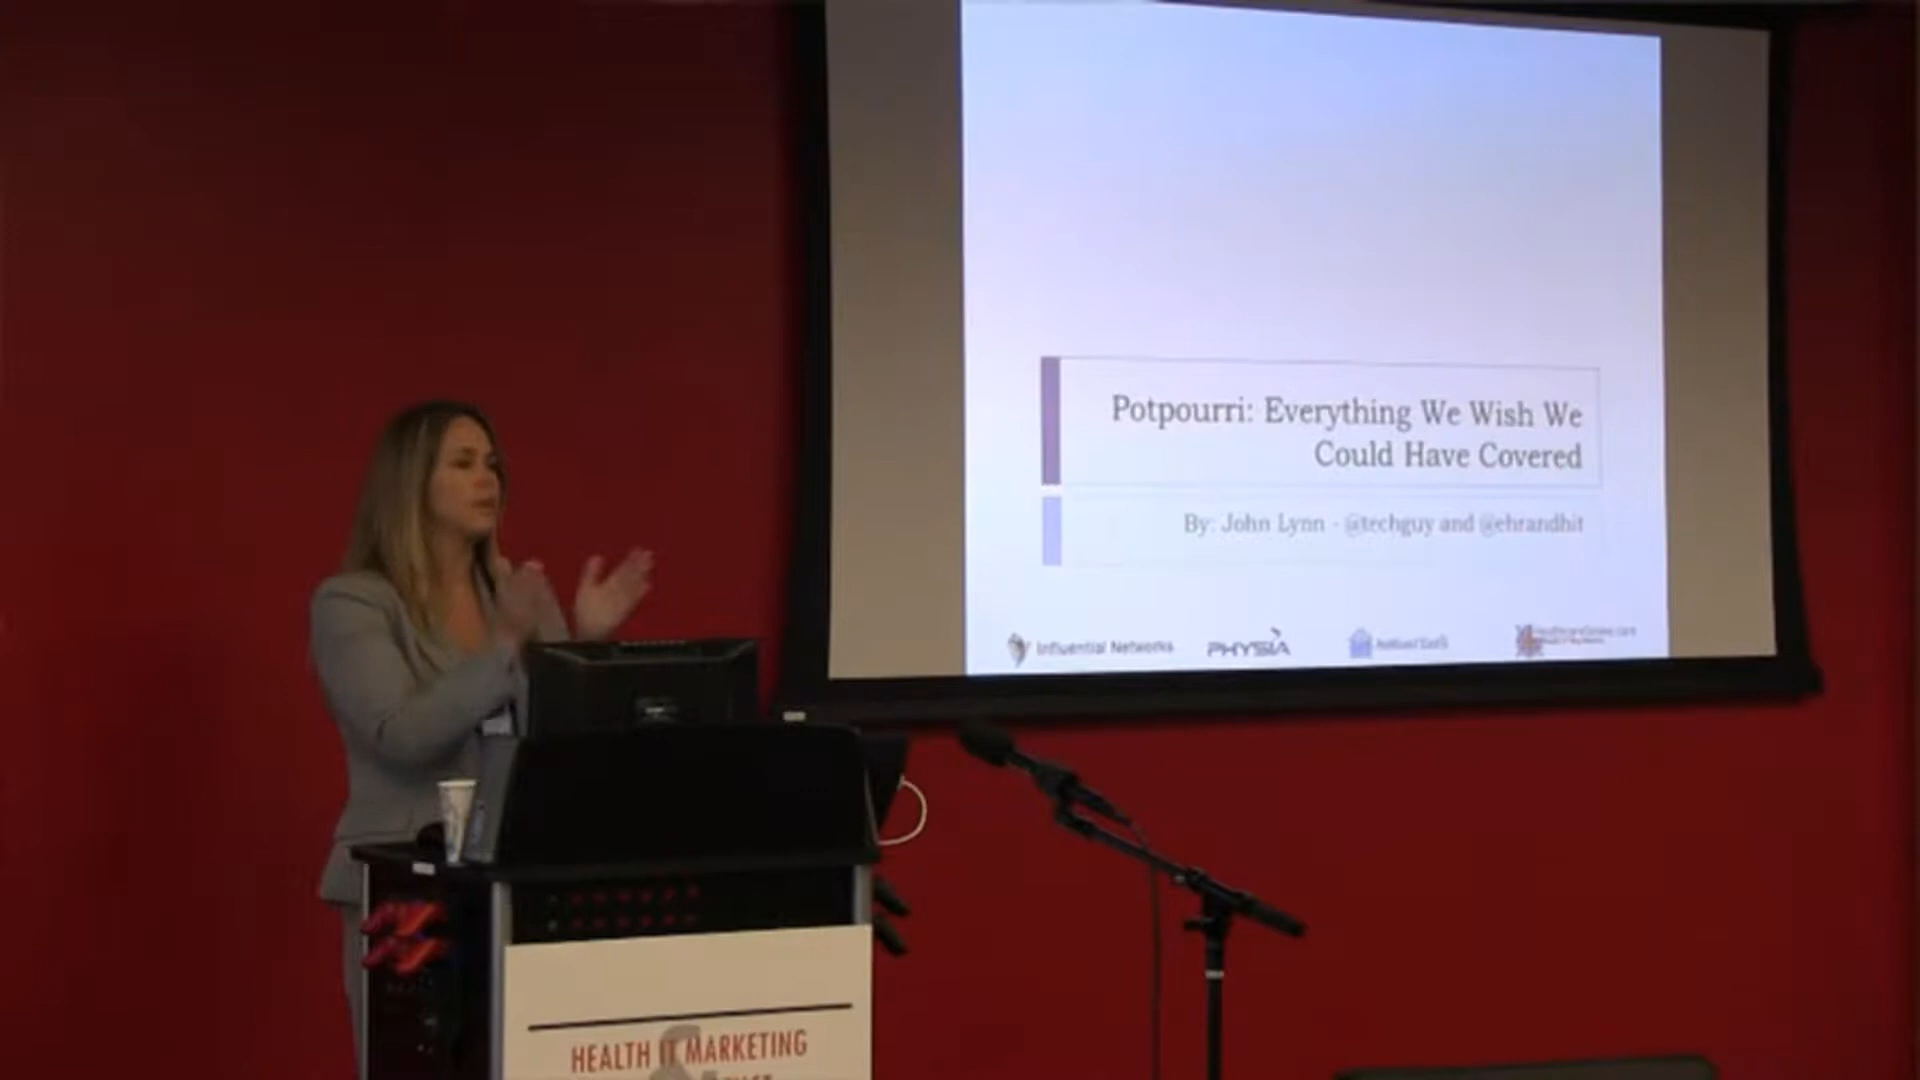 Potpourri: Everything We Wish We
Could Have Covered
By: John Lynn - @techguy and @ehrandhit
Influential Networks
PHYSIA
HEALTH IT MARKETING
&